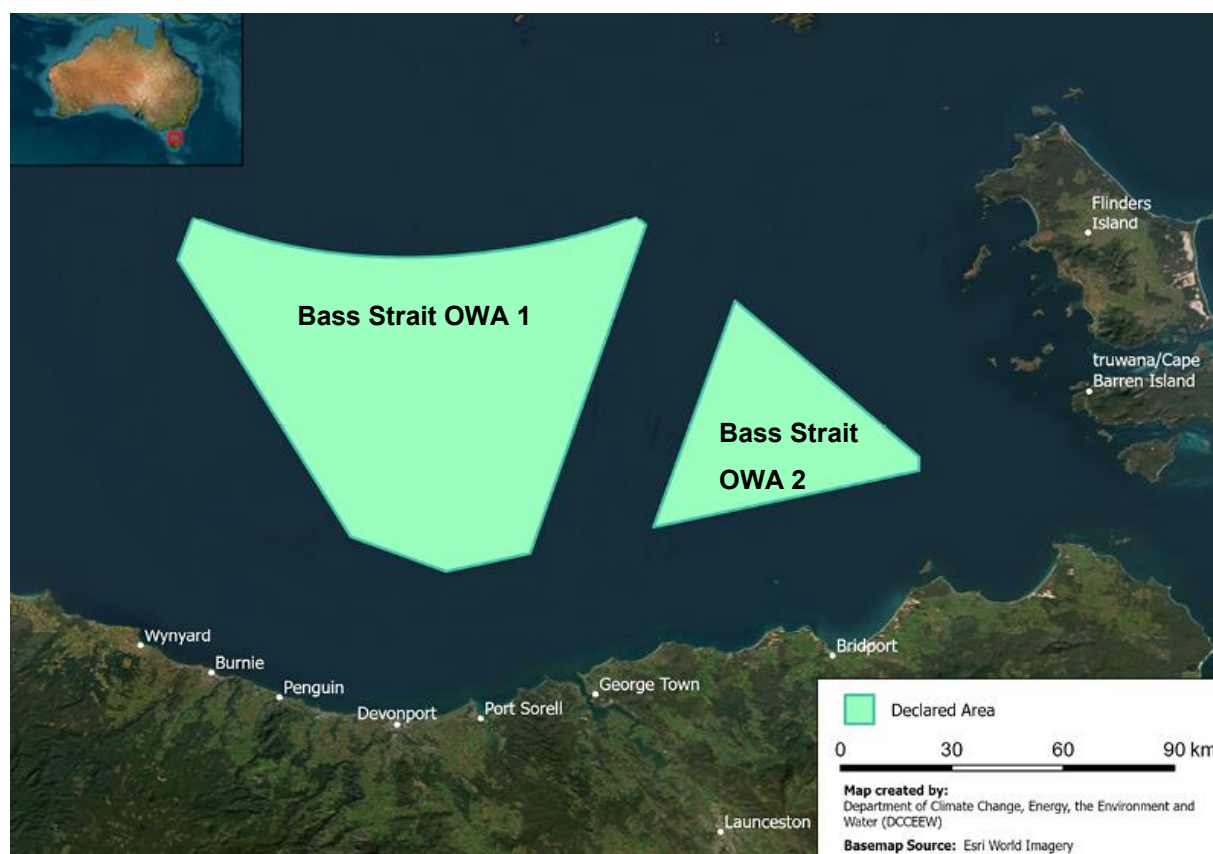 Flinders
Island
Bass Strait OWA 1
truwana/Cape
Barren Island
Bass Strait
OWA 2
Wynyard
Burnie
Penguin
Devonport
Port Sorell
George Town
Bridport
Launceston
Declared Area
0 30 60 90 km
Map created by:
Department of Climate Change, Energy, the Environment and
Water (DCCEEW)
Basemap Source: Esri World Imagery